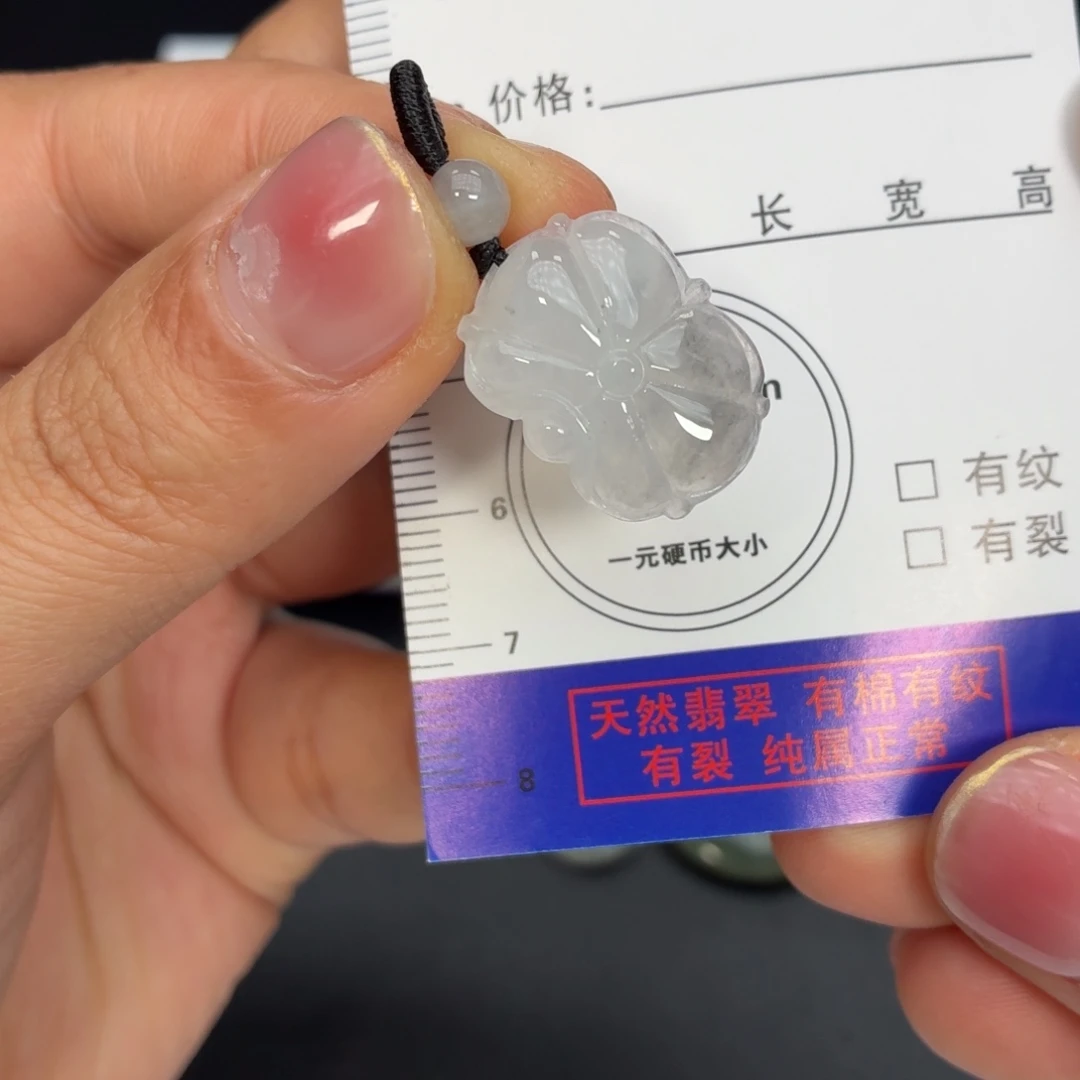 价格:
长 宽 高
6
有纹
一元硬币大小
有裂
7
天然翡翠 有棉有纹
有裂 纯属正常
8